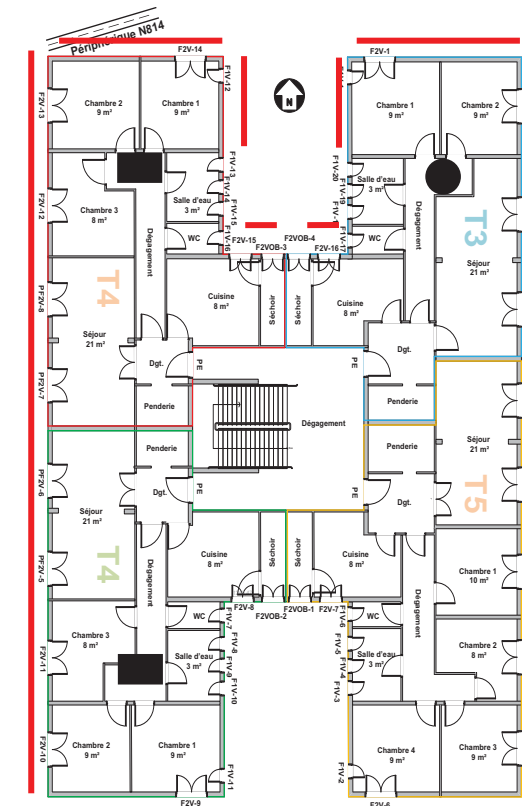 Périphérique N814
F2V-14
F2V-1
F1V-12
F2V-13
Chambre 2
9 m²
Chambre 1
9 m²
N
Chambre 1
9 m²
Chambre 2
9 m²
F1V-13
F1V-14
F1V-15
F1V-16
Salle d'eau
3 m²
WC
F2V-12
Chambre 3
8 m²
Dégagement
F1V-20
F1V-19
F1V-17
Salle d'eau
3 m²
WC
Dégagement
T3
Séjour
21 m²
F2V-15
F2VOB-3
F2VOB-4
F2V-16
T4
PF2V-8
Séjour
21 m²
PF2V-7
Cuisine
8 m²
Séchoir
Séchoir
Cuisine
8 m²
Dgt.
PE
PE
Dgt.
Penderie
Penderie
Dégagement
Penderie
Penderie
Séjour
21 m²
T5
PF2V-6
Séjour
21 m²
PF2V-5
T4
Dgt.
PE
PE
Dgt.
Cuisine
8 m²
Séchoir
Séchoir
Cuisine
8 m²
Dégagement
Chambre 1
10 m²
F2V-8
F2VOB-2
F2VOB-1
F2V-7
Chambre 3
8 m²
F2V-11
WC
F1V-7
F1V-8
F1V-9
F1V-10
Salle d'eau
3 m²
F1V-6
F1V-5
F1V-4
F1V-3
WC
Salle d'eau
3 m²
Dégagement
Chambre 2
8 m²
F2V-10
Chambre 2
9 m²
Chambre 1
9 m²
F1V-11
F1V-2
Chambre 4
9 m²
Chambre 3
9 m²
F2V-9
F2V-6